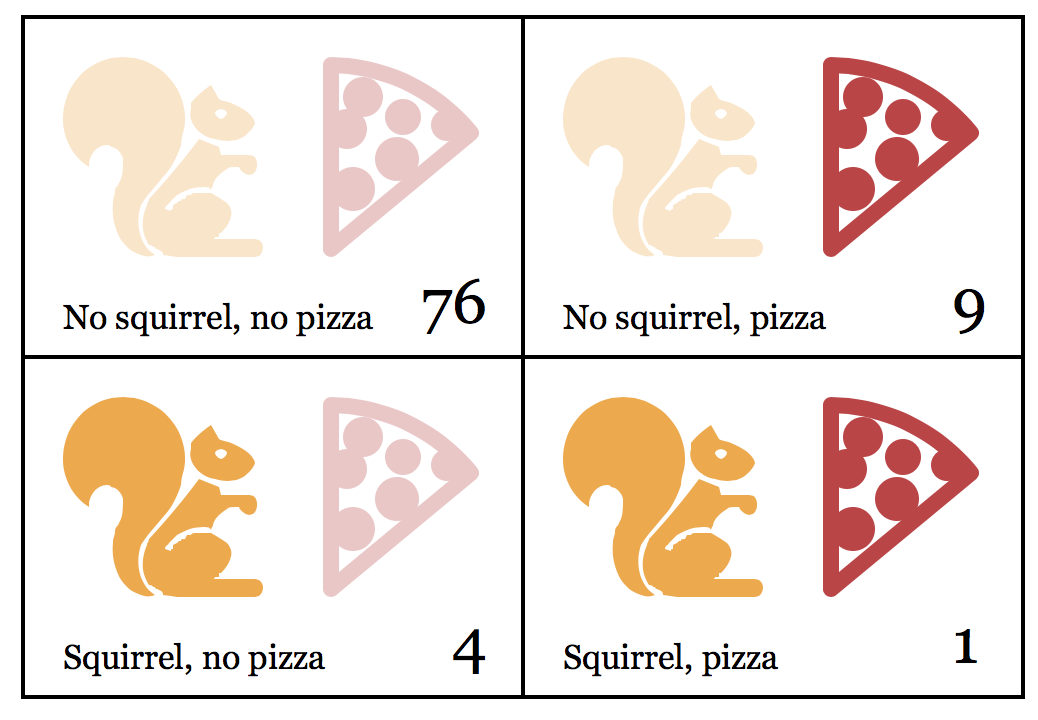 No squirrel, no pizza 76
No squirrel, pizza 9
Squirrel, no pizza 4
Squirrel, pizza 1